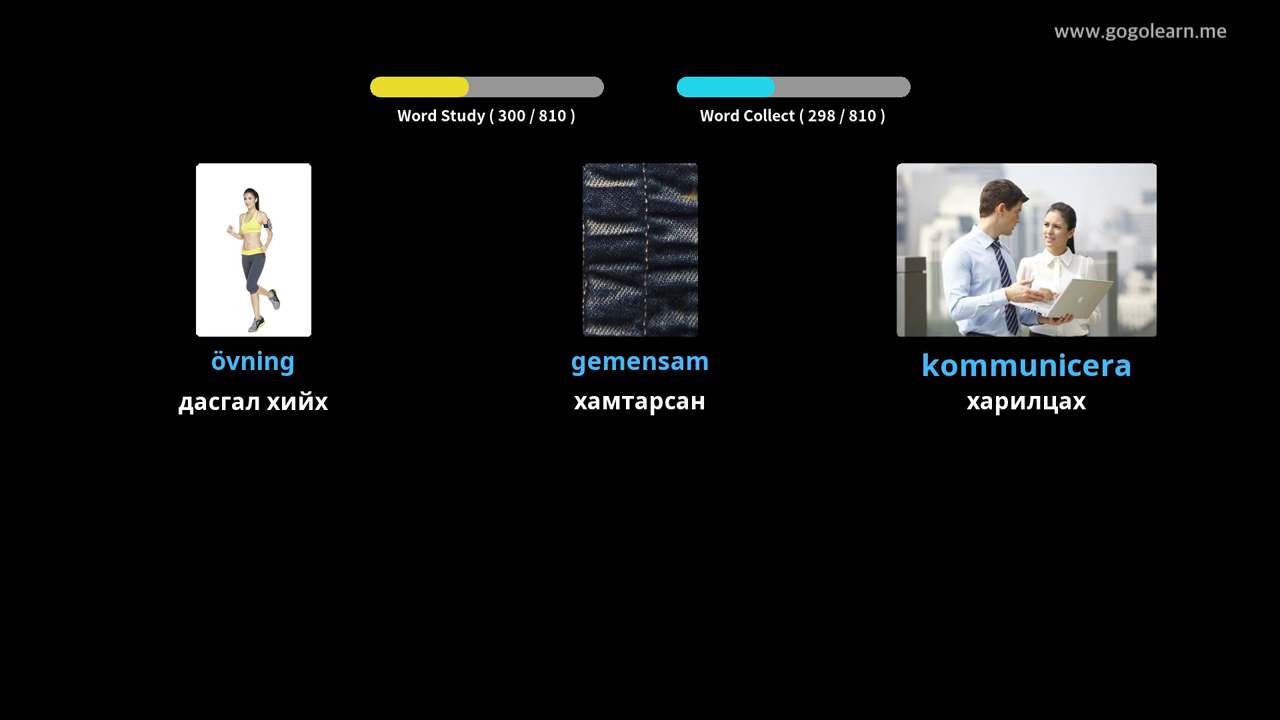 www.gogolearn.me
Word Study ( 300 / 810 )
Word Collect ( 298 / 810 )
övning
gemensam
kommunicera
дасгал хийх
хамтарсан
харилцах